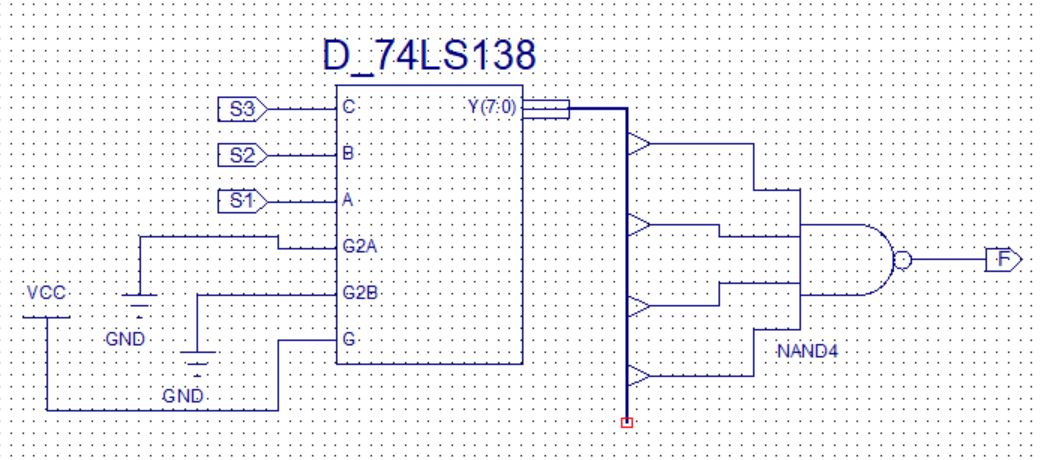 D_74LS138
S3
C
Y(7:0)
S2
B
S1
A
G2A
F
VCC
G2B
GND
G
NAND4
GND